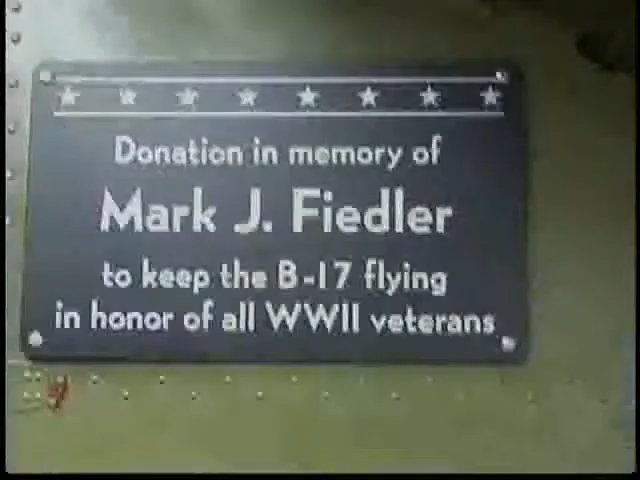 Donation in memory of
Mark J. Fiedler
to keep the B-17 flying
in honor of all WWII veterans